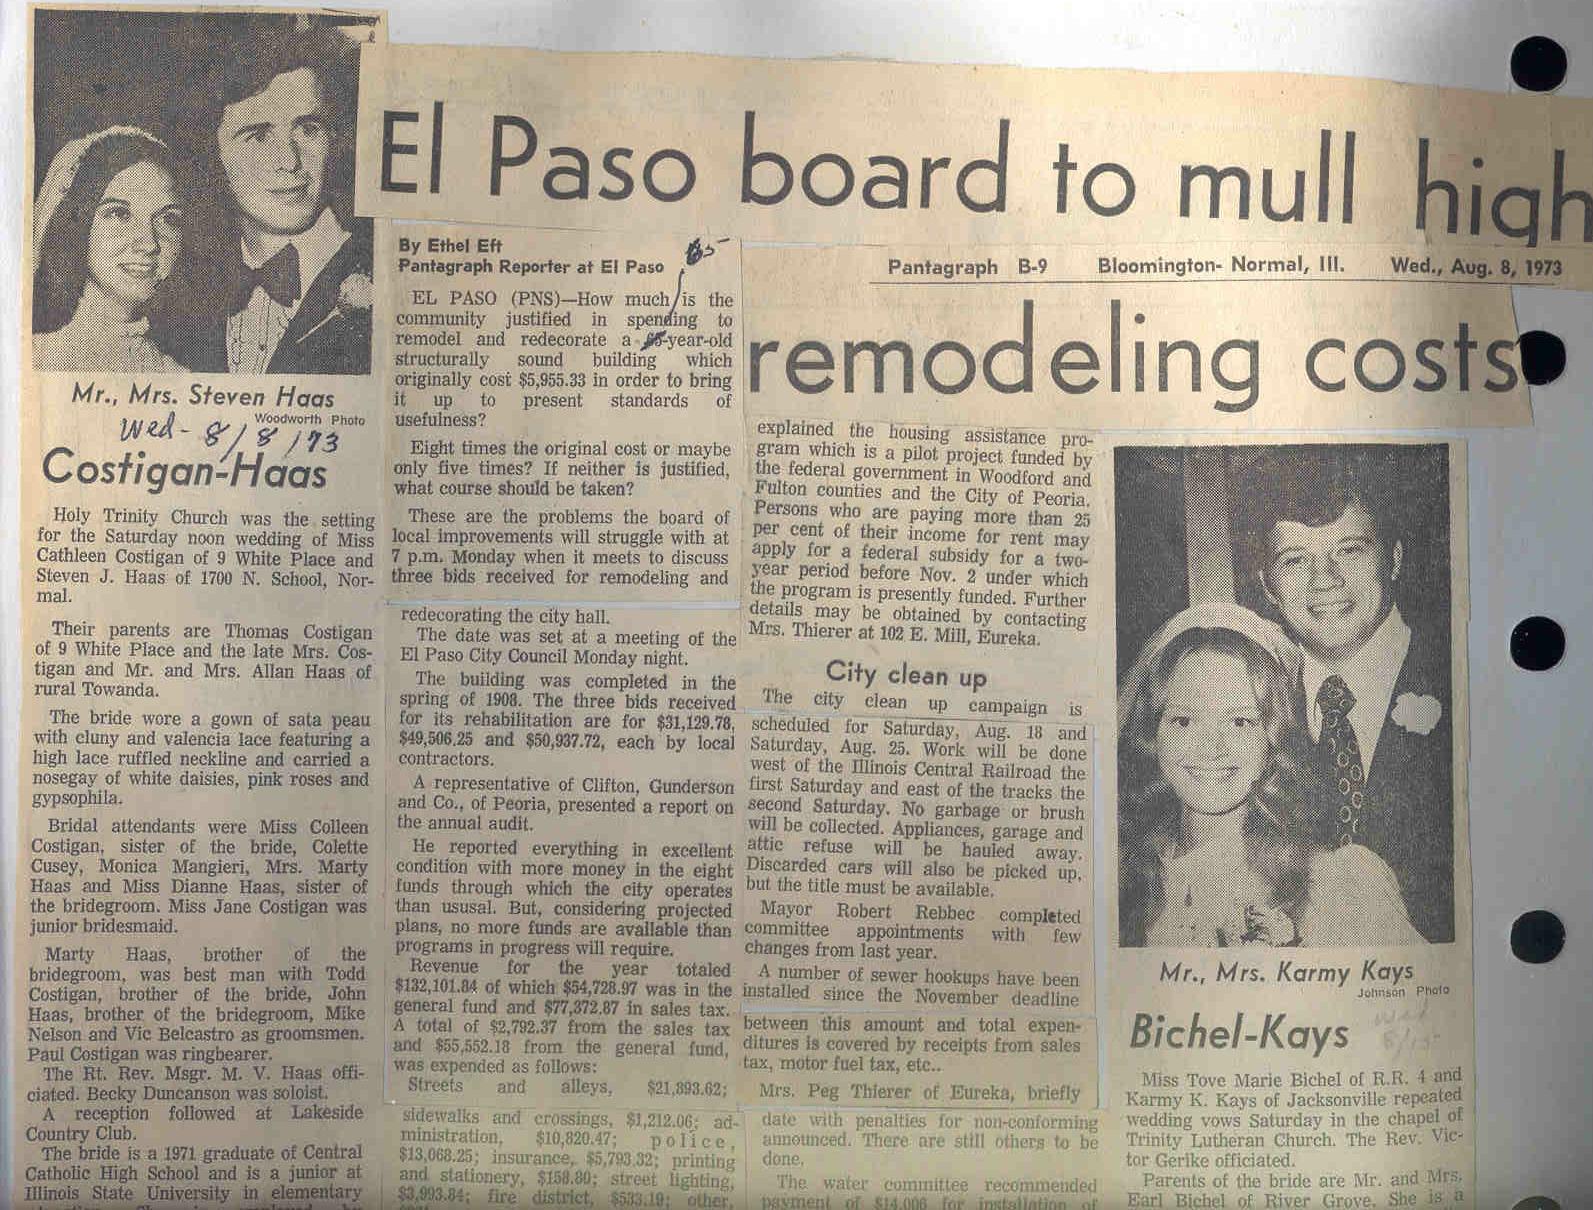 Mr., Mrs. Steven Haas
Woodworth Photo
Wed- 8/8/73
Costigan-Haas
Holy Trinity Church was the setting
for the Saturday noon wedding of Miss
Cathleen Costigan of 9 White Place and
Steven J. Haas of 1700 N. School, Nor-
mal.
Their parents are Thomas Costigan
of 9 White Place and the late Mrs. Cos-
tigan and Mr. and Mrs. Allan Haas of
rural Towanda.
The bride wore a gown of sata peau
with cluny and valencia lace featuring a
high lace ruffled neckline and carried a
nosegay of white daisies, pink roses and
gypsophila.
Bridal attendants were Miss Colleen
Costigan, sister of the bride, Colette
Cusey, Monica Mangieri, Mrs. Marty
Haas and Miss Dianne Haas, sister of
the bridegroom. Miss Jane Costigan was
junior bridesmaid.
Marty Haas, brother of the
bridegroom, was best man with Todd
Costigan, brother of the bride, John
Haas, brother of the bridegroom, Mike
Nelson and Vic Belcastro as groomsmen.
Paul Costigan was ringbearer.
The Rt. Rev. Msgr. M. V. Haas offi-
ciated. Becky Duncanson was soloist.
A reception followed at Lakeside
Country Club.
The bride is a 1971 graduate of Central
Catholic High School and is a junior at
Illinois State University in elementary
El Paso board to mull high
Pantagraph B-9 Bloomington- Normal, Ill. Wed., Aug. 8, 1973
remodeling costs
By Ethel Eft
Pantagraph Reporter at El Paso
65
EL PASO (PNS)—How much is the
community justified in spending to
remodel and redecorate a -year-old
structurally sound building which
originally cost $5,955.33 in order to bring
it up to present standards of
usefulness?
Eight times the original cost or maybe
only five times? If neither is justified,
what course should be taken?
These are the problems the board of
local improvements will struggle with at
7 p.m. Monday when it meets to discuss
three bids received for remodeling and
redecorating the city hall.
The date was set at a meeting of the
El Paso City Council Monday night.
The building was completed in the
spring of 1908. The three bids received
for its rehabilitation are for $31,129.78,
$49,506.25 and $50,937.72, each by local
contractors.
A representative of Clifton, Gunderson
and Co., of Peoria, presented a report on
the annual audit.
He reported everything in excellent
condition with more money in the eight
funds through which the city operates
than ususal. But, considering projected
plans, no more funds are available than
programs in progress will require.
Revenue for the year totaled
$132,101.84 of which $54,728.97 was in the
general fund and $77,372.87 in sales tax.
A total of $2,792.37 from the sales tax
and $55,552.18 from the general fund,
was expended as follows:
Streets and alleys, $21,893.62;
sidewalks and crossings, $1,212.06; ad-
ministration, $10,820.47; police,
$13,068.25; insurance, $5,793.32; printing
and stationery, $158.80; street lighting,
$3,993.84; fire district, $533.19; other,
explained the housing assistance pro-
gram which is a pilot project funded by
the federal government in Woodford and
Fulton counties and the City of Peoria.
Persons who are paying more than 25
per cent of their income for rent may
apply for a federal subsidy for a two-
year period before Nov. 2 under which
the program is presently funded. Further
details may be obtained by contacting
Mrs. Thierer at 102 E. Mill, Eureka.
City clean up
The city clean up campaign is
scheduled for Saturday, Aug. 18 and
Saturday, Aug. 25. Work will be done
west of the Illinois Central Railroad the
first Saturday and east of the tracks the
second Saturday. No garbage or brush
will be collected. Appliances, garage and
attic refuse will be hauled away.
Discarded cars will also be picked up,
but the title must be available.
Mayor Robert Rebbec completed
committee appointments with few
changes from last year.
A number of sewer hookups have been
installed since the November deadline
between this amount and total expen-
ditures is covered by receipts from sales
tax, motor fuel tax, etc..
Mrs. Peg Thierer of Eureka, briefly
date with penalties for non-conforming
announced. There are still others to be
done.
The water committee recommended
payment of $14,006 for installation of
Mr., Mrs. Karmy Kays
Johnson Photo
Wed
8/15
Bichel-Kays
Miss Tove Marie Bichel of R.R. 4 and
Karmy K. Kays of Jacksonville repeated
wedding vows Saturday in the chapel of
Trinity Lutheran Church. The Rev. Vic-
tor Gerike officiated.
Parents of the bride are Mr. and Mrs.
Earl Bichel of River Grove. She is a